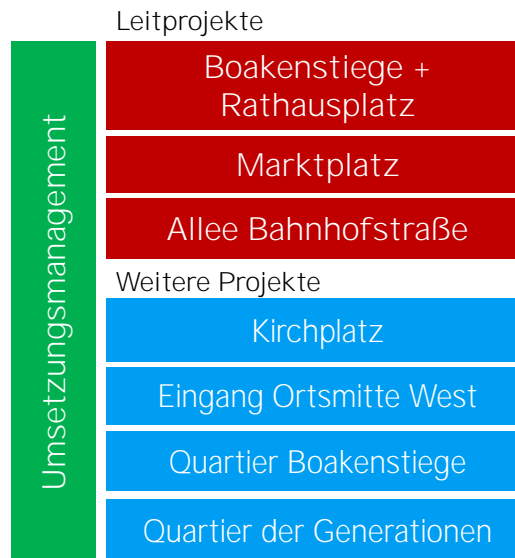 Leitprojekte
Umsetzungsmanagement
Boakenstiege +
Rathausplatz
Marktplatz
Allee Bahnhofstraße
Weitere Projekte
Kirchplatz
Eingang Ortsmitte West
Quartier Boakenstiege
Quartier der Generationen